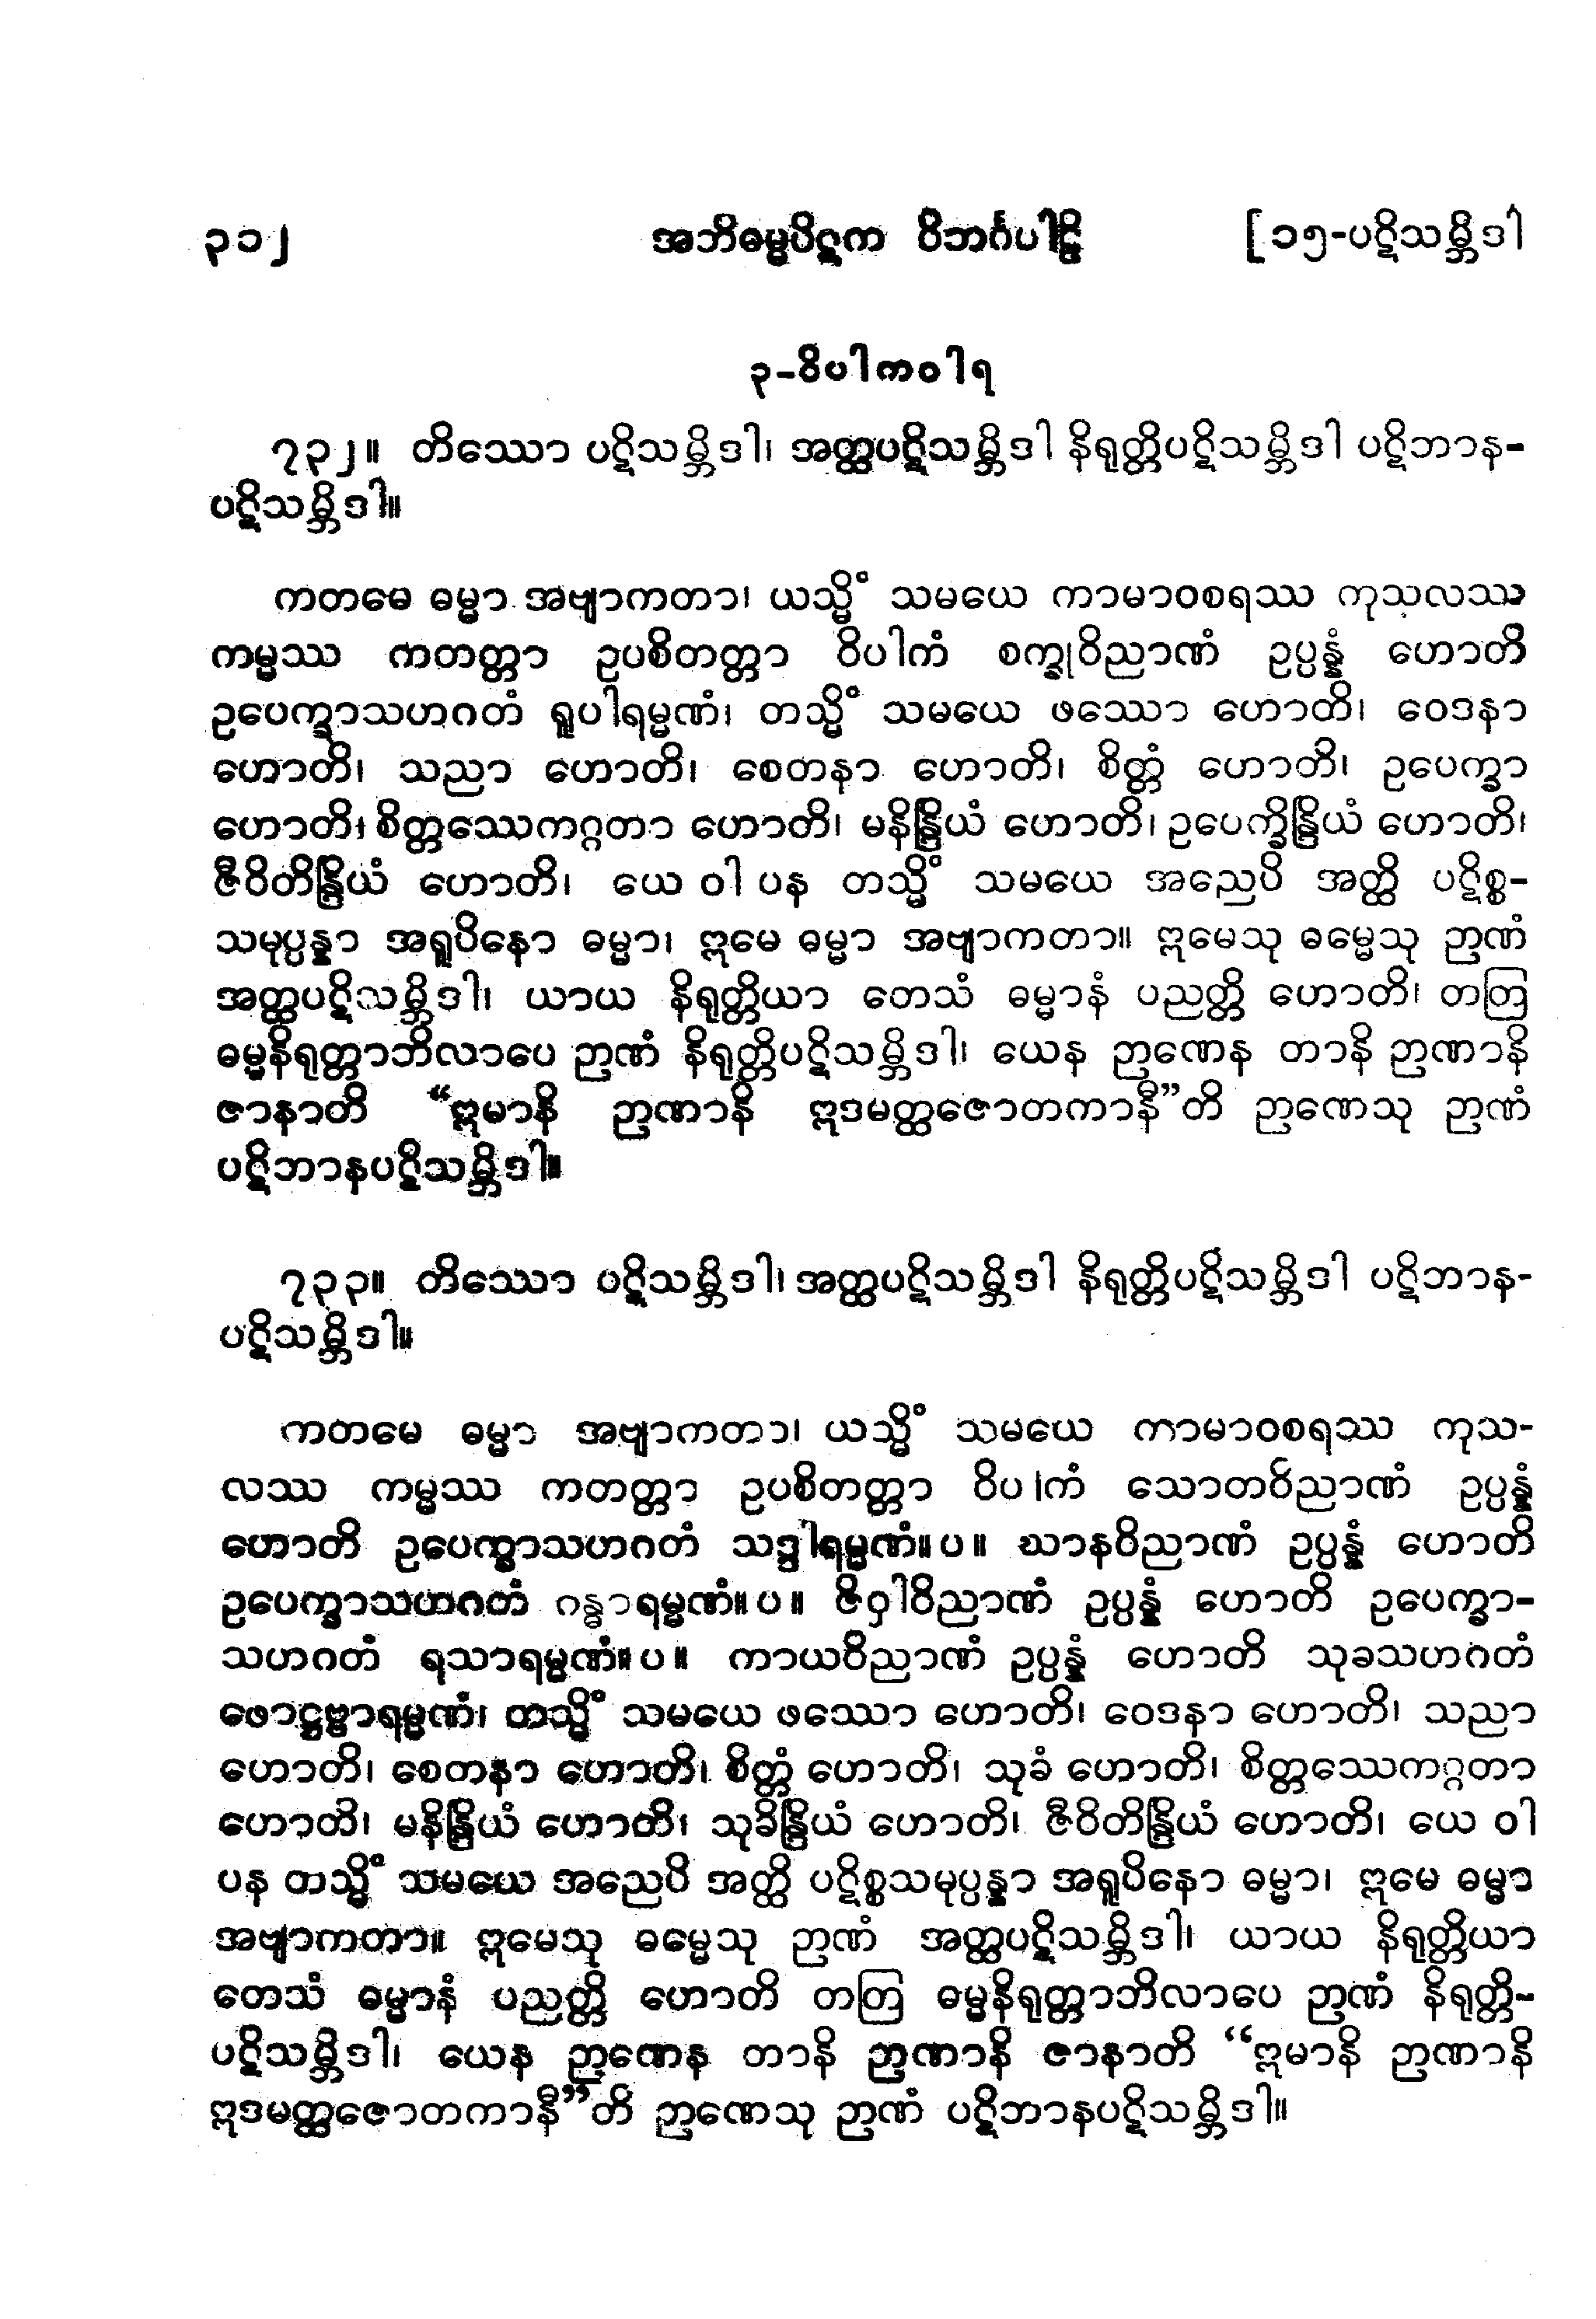 ၃၁၂ အဘိဓမ္မပိဋက ဝိဘင်္ဂပါဠိ [၁၅-ပဋိသမ္ဘိဒါ
၃-ဝိပါကဝါရ
၇၃၂။ တိဿော ပဋိသမ္ဘိဒါ၊ အတ္ထပဋိသမ္ဘိဒါ နိရုတ္တိပဋိသမ္ဘိဒါ ပဋိဘာန-
ပဋိသမ္ဘိဒါ။
ကတမေ ဓမ္မာ အဗျာကတာ၊ ယသ္မိံ သမယေ ကာမာဝစရဿ ကုသလဿ
ကမ္မဿ ကတတ္တာ ဥပစိတတ္တာ ဝိပါကံ စက္ခုဝိညာဏံ ဥပ္ပန္နံ ဟောတိ
ဥပေက္ခာသဟဂတံ ရူပါရမ္မဏံ၊ တသ္မိံ သမယေ ဖဿော ဟောတိ၊ ဝေဒနာ
ဟောတိ၊ သညာ ဟောတိ၊ စေတနာ ဟောတိ၊ စိတ္တံ ဟောတိ၊ ဥပေက္ခာ
ဟောတိ၊ စိတ္တဿေကဂ္ဂတာ ဟောတိ၊ မနိန္ဒြိယံ ဟောတိ၊ ဥပေက္ခိန္ဒြိယံ ဟောတိ၊
ဇီဝိတိန္ဒြိယံ ဟောတိ၊ ယေ ဝါ ပန တသ္မိံ သမယေ အညေပိ အတ္ထိ ပဋိစ္စ-
သမုပ္ပန္နာ အရူပိနော ဓမ္မာ၊ ဣမေ ဓမ္မာ အဗျာကတာ။ ဣမေသု ဓမ္မေသု ဉာဏံ
အတ္ထပဋိသမ္ဘိဒါ၊ ယာယ နိရုတ္တိယာ တေသံ ဓမ္မာနံ ပညတ္တိ ဟောတိ၊ တတြ
ဓမ္မနိရုတ္တာဘိလာပေ ဉာဏံ နိရုတ္တိပဋိသမ္ဘိဒါ၊ ယေန ဉာဏေန တာနိ ဉာဏာနိ
ဇာနာတိ “ဣမာနိ ဉာဏာနိ ဣဒမတ္ထဇောတကာနီ”တိ ဉာဏေသု ဉာဏံ
ပဋိဘာနပဋိသမ္ဘိဒါ။
၇၃၃။ တိဿော ပဋိသမ္ဘိဒါ၊ အတ္ထပဋိသမ္ဘိဒါ နိရုတ္တိပဋိသမ္ဘိဒါ ပဋိဘာန-
ပဋိသမ္ဘိဒါ။
ကတမေ ဓမ္မာ အဗျာကတာ၊ ယသ္မိံ သမယေ ကာမာဝစရဿ ကုသ-
လဿ ကမ္မဿ ကတတ္တာ ဥပစိတတ္တာ ဝိပါကံ သောတဝိညာဏံ ဥပ္ပန္နံ
ဟောတိ ဥပေက္ခာသဟဂတံ သဒ္ဒါရမ္မဏံ။ ပ ။ ဃာနဝိညာဏံ ဥပ္ပန္နံ ဟောတိ
ဥပေက္ခာသဟဂတံ ဂန္ဓာရမ္မဏံ။ ပ ။ ဇိဝှါဝိညာဏံ ဥပ္ပန္နံ ဟောတိ ဥပေက္ခာ-
သဟဂတံ ရသာရမ္မဏံ။ ပ ။ ကာယဝိညာဏံ ဥပ္ပန္နံ ဟောတိ သုခသဟဂတံ
ဖောဋ္ဌဗ္ဗာရမ္မဏံ၊ တသ္မိံ သမယေ ဖဿော ဟောတိ၊ ဝေဒနာ ဟောတိ၊ သညာ
ဟောတိ၊ စေတနာ ဟောတိ၊ စိတ္တံ ဟောတိ၊ သုခံ ဟောတိ၊ စိတ္တဿေကဂ္ဂတာ
ဟောတိ၊ မနိန္ဒြိယံ ဟောတိ၊ သုခိန္ဒြိယံ ဟောတိ၊ ဇီဝိတိန္ဒြိယံ ဟောတိ၊ ယေ ဝါ
ပန တသ္မိံ သမယေ အညေပိ အတ္ထိ ပဋိစ္စသမုပ္ပန္နာ အရူပိနော ဓမ္မာ၊ ဣမေ ဓမ္မာ
အဗျာကတာ။ ဣမေသု ဓမ္မေသု ဉာဏံ အတ္ထပဋိသမ္ဘိဒါ၊ ယာယ နိရုတ္တိယာ
တေသံ ဓမ္မာနံ ပညတ္တိ ဟောတိ တတြ ဓမ္မနိရုတ္တာဘိလာပေ ဉာဏံ နိရုတ္တိ-
ပဋိသမ္ဘိဒါ၊ ယေန ဉာဏေန တာနိ ဉာဏာနိ ဇာနာတိ “ဣမာနိ ဉာဏာနိ
ဣဒမတ္ထဇောတကာနီ”တိ ဉာဏေသု ဉာဏံ ပဋိဘာနပဋိသမ္ဘိဒါ။